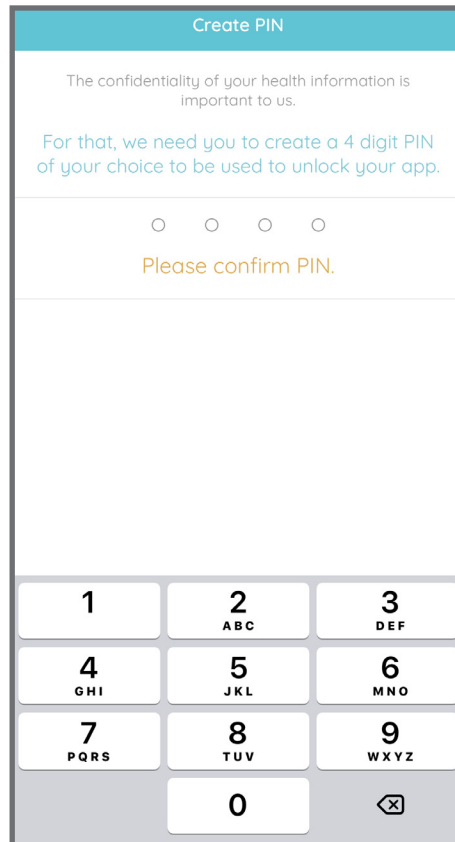 Create PIN
The confidentiality of your health information is
important to us.
For that, we need you to create a 4 digit PIN
of your choice to be used to unlock your app.
Please confirm PIN.
1 2 3
ABC DEF
4 5 6
GHI JKL MNO
7 8 9
PQRS TUV WXYZ
0